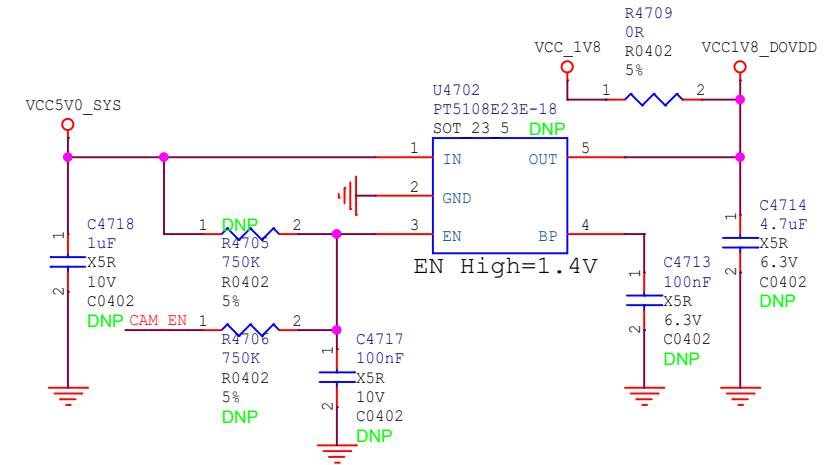 R4709
0R
R0402
5%
VCC_1V8
VCC1V8_DOVDD
1
2
U4702
PT5108E23E-18
SOT 23 5
DNP
VCC5V0_SYS
1
IN
OUT
5
2
GND
3
EN
BP
4
EN High=1.4V
1
DNP
2
R4705
750K
R0402
5%
C4718
1uF
X5R
10V
C0402
DNP
1
2
CAM EN
1
2
R4706
750K
R0402
5%
DNP
C4717
100nF
X5R
10V
C0402
DNP
1
2
C4713
100nF
X5R
6.3V
C0402
DNP
1
2
C4714
4.7uF
X5R
6.3V
C0402
DNP
1
2